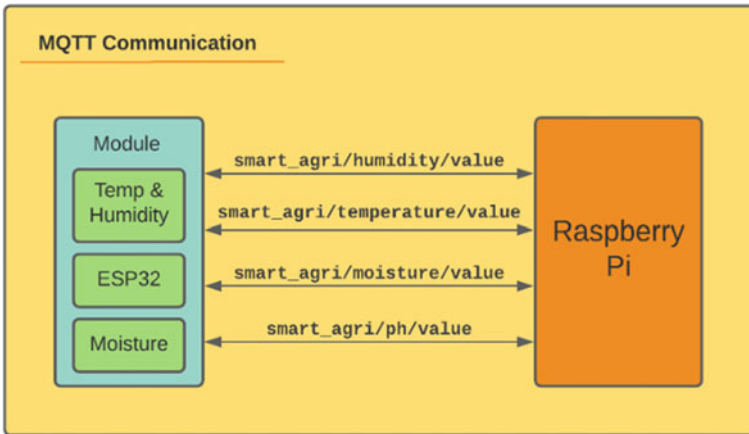 MQTT Communication
Module
Temp &
Humidity
ESP32
Moisture
smart_agri/humidity/value
smart_agri/temperature/value
smart_agri/moisture/value
smart_agri/ph/value
Raspberry
Pi